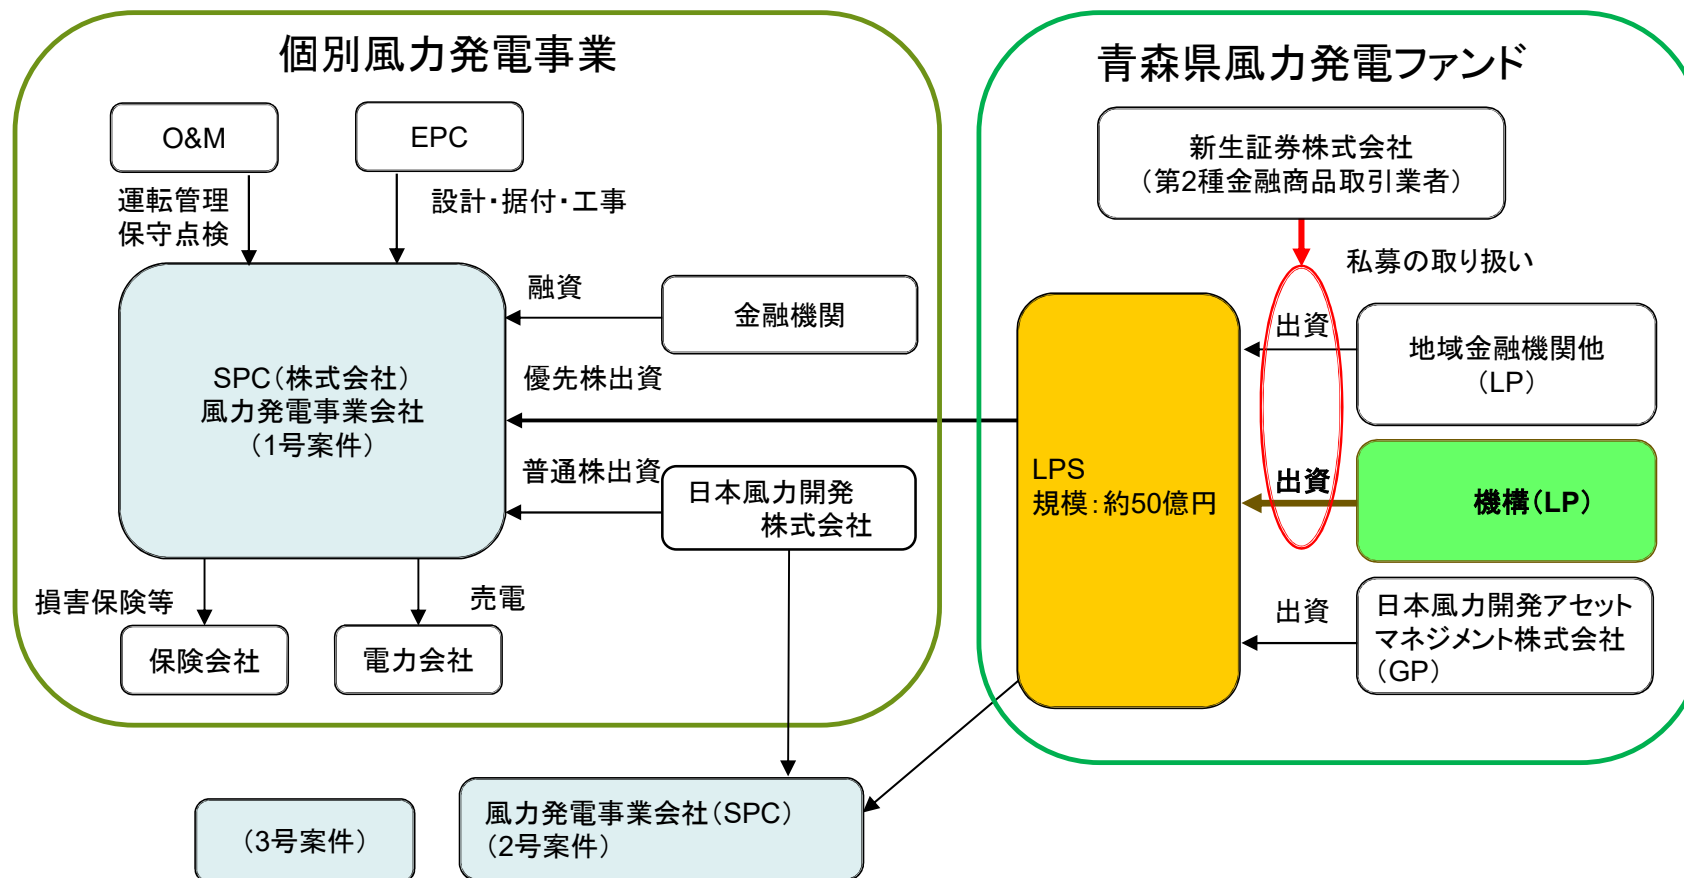 個別風力発電事業
O&M
EPC
運転管理
保守点検
設計・据付・工事
SPC（株式会社）
風力発電事業会社
（1号案件）
融資
金融機関
優先株出資
普通株出資
日本風力開発
株式会社
損害保険等
売電
保険会社
電力会社
青森県風力発電ファンド
新生証券株式会社
（第2種金融商品取引業者）
私募の取り扱い
LPS
規模：約50億円
出資
地域金融機関他
（LP）
出資
機構（LP）
出資
日本風力開発アセット
マネジメント株式会社
（GP）
（3号案件）
風力発電事業会社（SPC）
（2号案件）